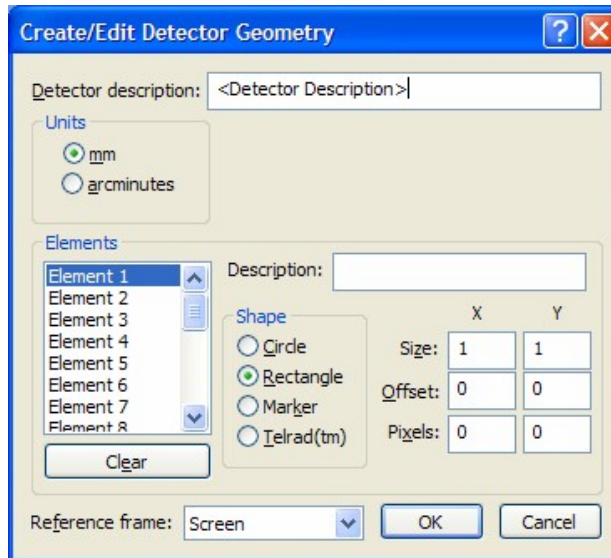 Create/Edit Detector Geometry
Detector description: <Detector Description>
Units
mm
arcminutes
Elements
Element 1
Element 2
Element 3
Element 4
Element 5
Element 6
Element 7
Element 8
Clear
Description:
Shape
Circle
Rectangle
Marker
Telrad(tm)
X Y
Size: 1 1
Offset: 0 0
Pixels: 0 0
Reference frame: Screen
OK
Cancel